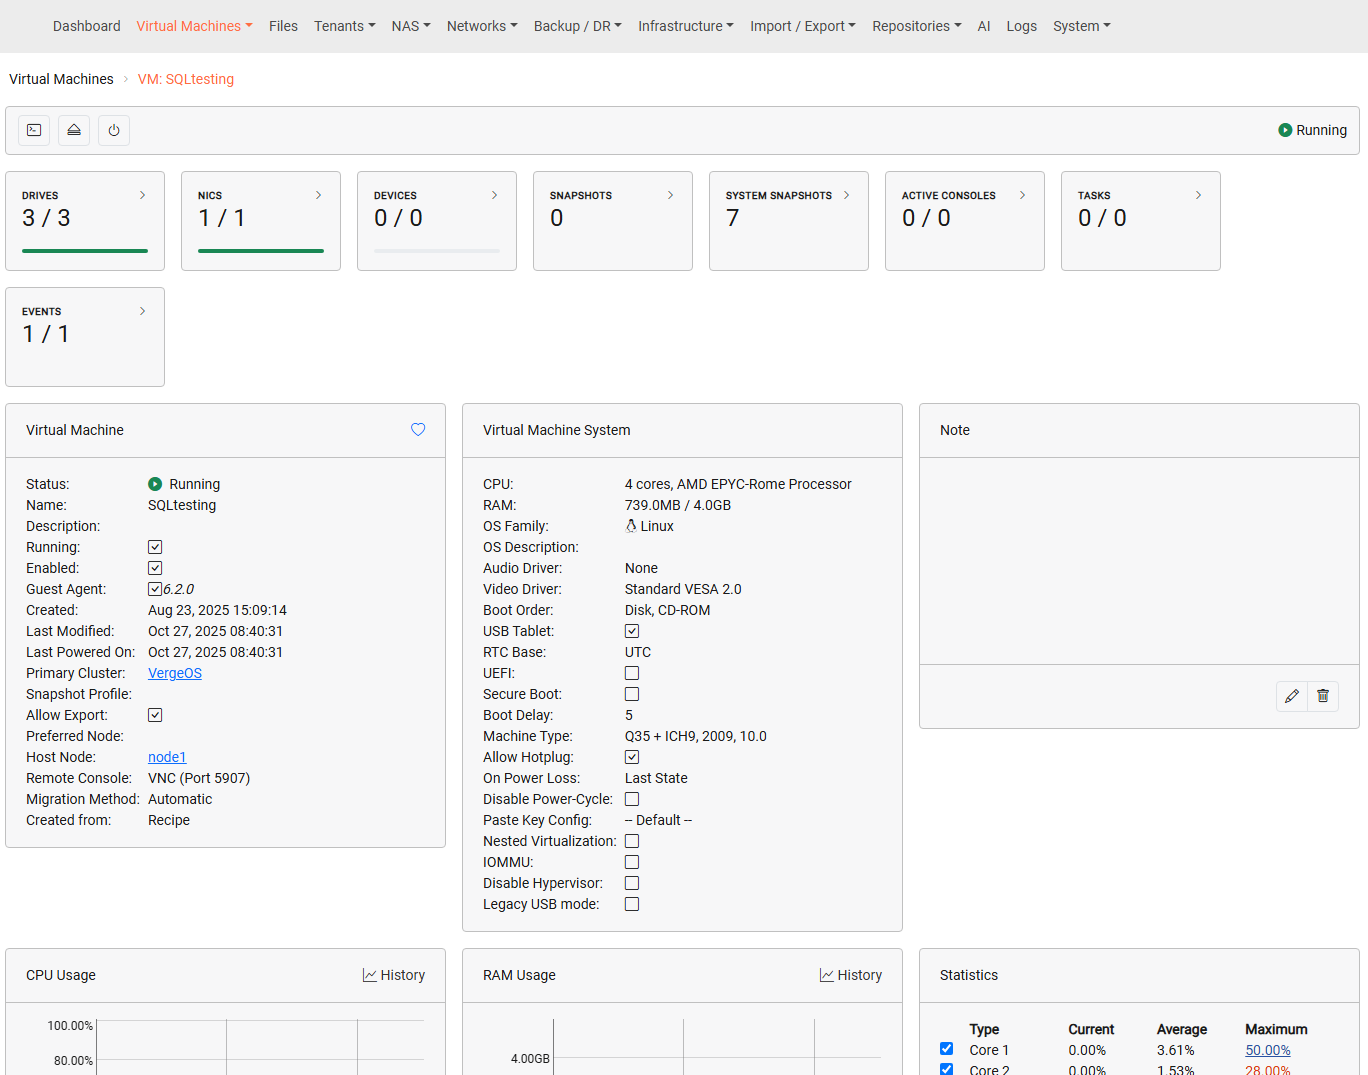 Dashboard Virtual Machines Files Tenants NAS Networks Backup / DR Infrastructure Import / Export Repositories AI Logs System
Virtual Machines > VM: SQLtesting
Running
DRIVES
3 / 3
NICS
1 / 1
DEVICES
0 / 0
SNAPSHOTS
0
SYSTEM SNAPSHOTS
7
ACTIVE CONSOLES
0 / 0
TASKS
0 / 0
EVENTS
1 / 1
Virtual Machine
Status: Running
Name: SQLtesting
Description:
Running:
Enabled:
Guest Agent: 6.2.0
Created: Aug 23, 2025 15:09:14
Last Modified: Oct 27, 2025 08:40:31
Last Powered On: Oct 27, 2025 08:40:31
Primary Cluster: VergeOS
Snapshot Profile:
Allow Export:
Preferred Node:
Host Node: node1
Remote Console: VNC (Port 5907)
Migration Method: Automatic
Created from: Recipe
Virtual Machine System
CPU: 4 cores, AMD EPYC-Rome Processor
RAM: 739.0MB / 4.0GB
OS Family: Linux
OS Description:
Audio Driver: None
Video Driver: Standard VESA 2.0
Boot Order: Disk, CD-ROM
USB Tablet:
RTC Base: UTC
UEFI:
Secure Boot:
Boot Delay: 5
Machine Type: Q35 + ICH9, 2009, 10.0
Allow Hotplug:
On Power Loss: Last State
Disable Power-Cycle:
Paste Key Config: -- Default --
Nested Virtualization:
IOMMU:
Disable Hypervisor:
Legacy USB mode:
Note
CPU Usage History
100.00%
80.00%
RAM Usage History
4.00GB
Statistics
Type Current Average Maximum
Core 1 0.00% 3.61% 50.00%
Core 2 0.00% 1.53% 28.00%